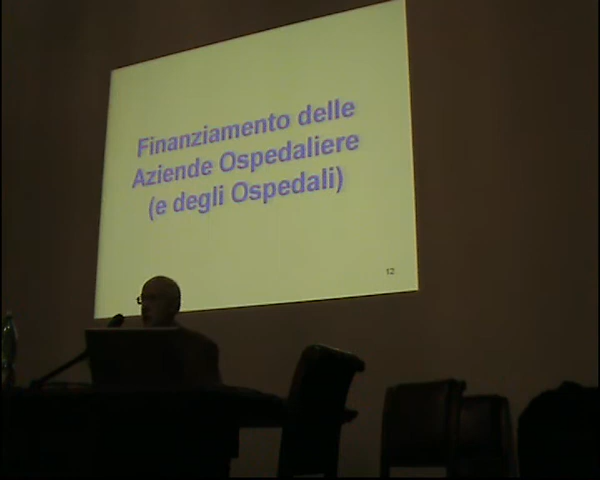 Finanziamento delle
Aziende Ospedaliere
(e degli Ospedali)
12